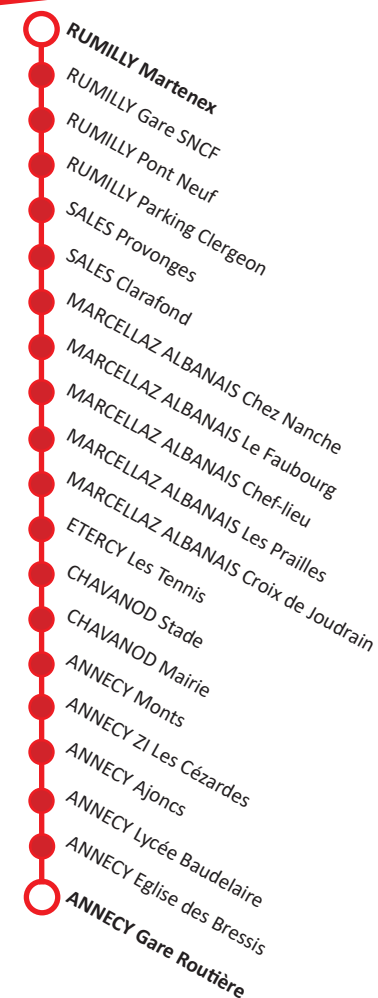 RUMILLY Martenex
RUMILLY Gare SNCF
RUMILLY Pont Neuf
RUMILLY Parking Clergeon
SALES Provonges
SALES Clarafond
MARCELLAZ ALBANAIS Chez Nanche
MARCELLAZ ALBANAIS Le Faubourg
MARCELLAZ ALBANAIS Chef-lieu
MARCELLAZ ALBANAIS Les Prailles
MARCELLAZ ALBANAIS Croix de Joudrain
ETERCY Les Tennis
CHAVANOD Stade
CHAVANOD Mairie
ANNECY Monts
ANNECY ZI Les Cézardes
ANNECY Ajoncs
ANNECY Lycée Baudelaire
ANNECY Eglise des Bressis
ANNECY Gare Routière